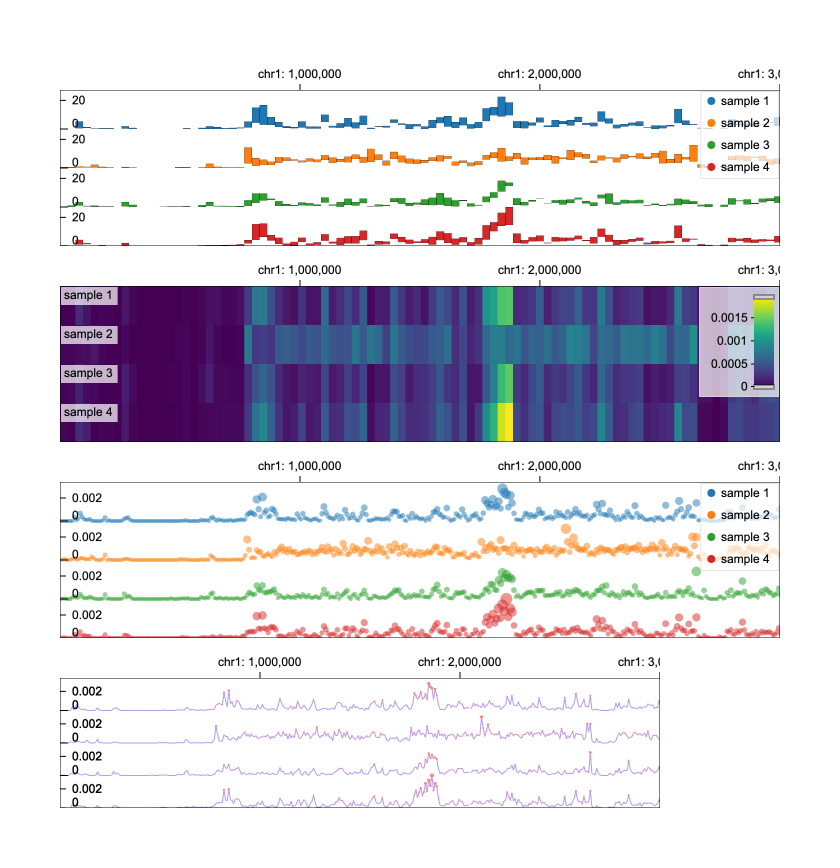 chr1: 1,000,000 chr1: 2,000,000 chr1: 3,0
20 sample 1
0 sample 2
20 sample 3
0 sample 4
20
0
20
0
chr1: 1,000,000 chr1: 2,000,000 chr1: 3,0
sample 1
sample 2
sample 3
sample 4
0.0015
0.001
0.0005
0
chr1: 1,000,000 chr1: 2,000,000 chr1: 3,0
0.002 sample 1
0 sample 2
0.002 sample 3
0 sample 4
0.002
0
0.002
0
chr1: 1,000,000 chr1: 2,000,000 chr1: 3,0
0.002
0
0.002
0
0.002
0
0.002
0